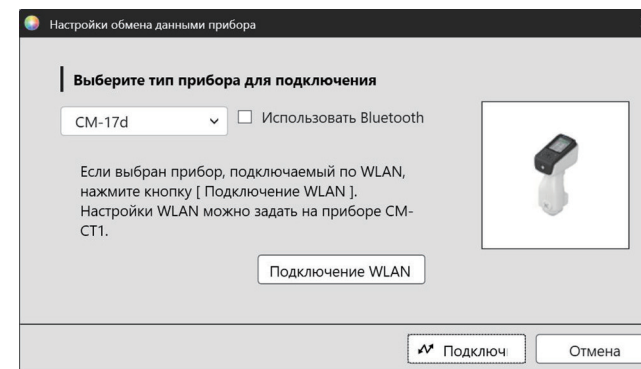 Настройки обмена данными прибора
Выберите тип прибора для подключения
CM-17d
Использовать Bluetooth
Если выбран прибор, подключаемый по WLAN,
нажмите кнопку [ Подключение WLAN ].
Настройки WLAN можно задать на приборе CM-
CT1.
Подключение WLAN
Подключ
Отмена